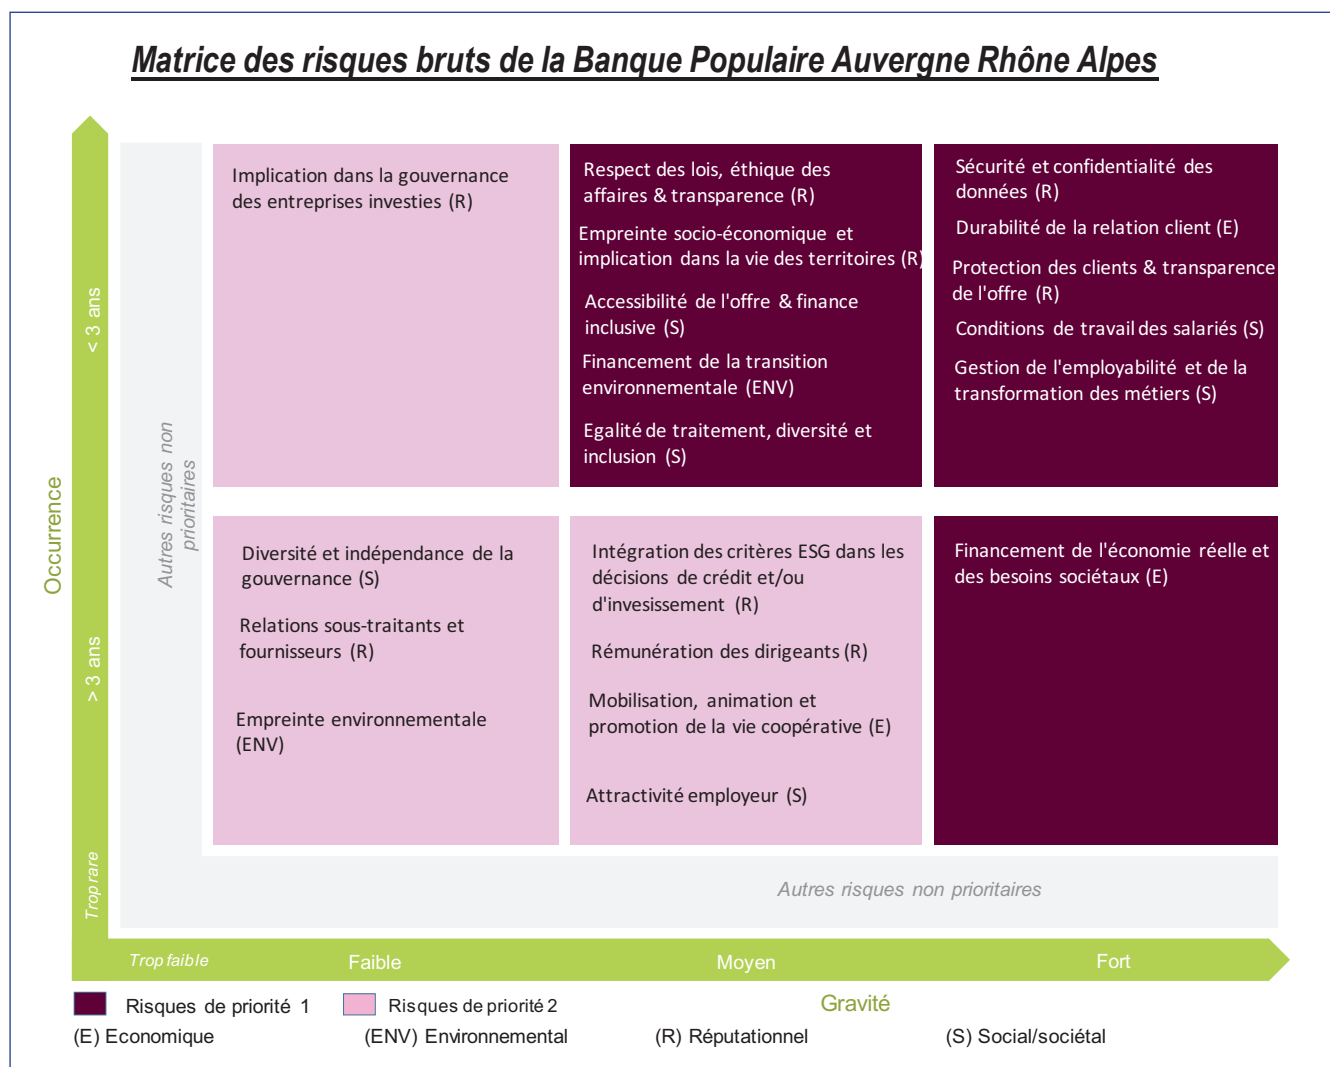 Matrice des risques bruts de la Banque Populaire Auvergne Rhône Alpes
Occurrence
< 3 ans
> 3 ans
Trop rare
Autres risques non
prioritaires
Implication dans la gouvernance
des entreprises investies (R)
Respect des lois, éthique des
affaires & transparence (R)
Empreinte socio-économique et
implication dans la vie des territoires (R)
Accessibilité de l'offre & finance
inclusive (S)
Financement de la transition
environnementale (ENV)
Egalité de traitement, diversité et
inclusion (S)
Sécurité et confidentialité des
données (R)
Durabilité de la relation client (E)
Protection des clients & transparence
de l'offre (R)
Conditions de travail des salariés (S)
Gestion de l'employabilité et de la
transformation des métiers (S)
Diversité et indépendance de la
gouvernance (S)
Relations sous-traitants et
fournisseurs (R)
Empreinte environnementale
(ENV)
Intégration des critères ESG dans les
décisions de crédit et/ou
d'invesissement (R)
Rémunération des dirigeants (R)
Mobilisation, animation et
promotion de la vie coopérative (E)
Attractivité employeur (S)
Financement de l'économie réelle et
des besoins sociétaux (E)
Autres risques non prioritaires
Trop faible
Faible
Moyen
Fort
Risques de priorité 1
Risques de priorité 2
Gravité
(E) Economique
(ENV) Environnemental
(R) Réputationnel
(S) Social/sociétal